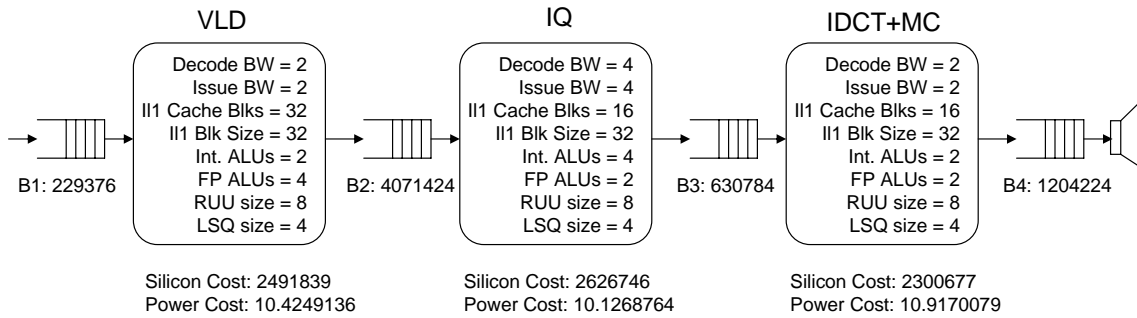 VLD
Decode BW = 2
Issue BW = 2
Il1 Cache Blks = 32
Il1 Blk Size = 32
Int. ALUs = 2
FP ALUs = 4
RUU size = 8
LSQ size = 4
Silicon Cost: 2491839
Power Cost: 10.4249136
IQ
Decode BW = 4
Issue BW = 4
Il1 Cache Blks = 16
Il1 Blk Size = 32
Int. ALUs = 4
FP ALUs = 2
RUU size = 8
LSQ size = 4
Silicon Cost: 2626746
Power Cost: 10.1268764
IDCT+MC
Decode BW = 2
Issue BW = 2
Il1 Cache Blks = 16
Il1 Blk Size = 32
Int. ALUs = 2
FP ALUs = 2
RUU size = 8
LSQ size = 4
Silicon Cost: 2300677
Power Cost: 10.9170079
B1: 229376
B2: 4071424
B3: 630784
B4: 1204224